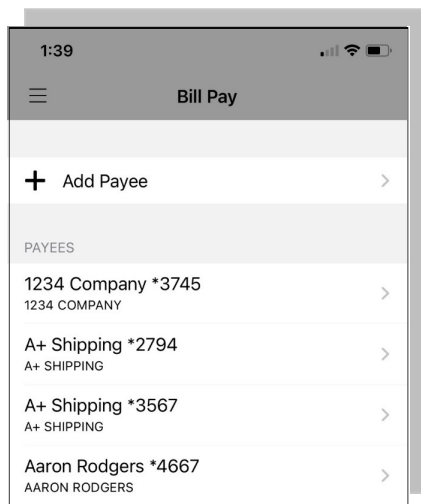 1:39
Bill Pay
+ Add Payee
PAYEES
1234 Company *3745
1234 COMPANY
A+ Shipping *2794
A+ SHIPPING
A+ Shipping *3567
A+ SHIPPING
Aaron Rodgers *4667
AARON RODGERS